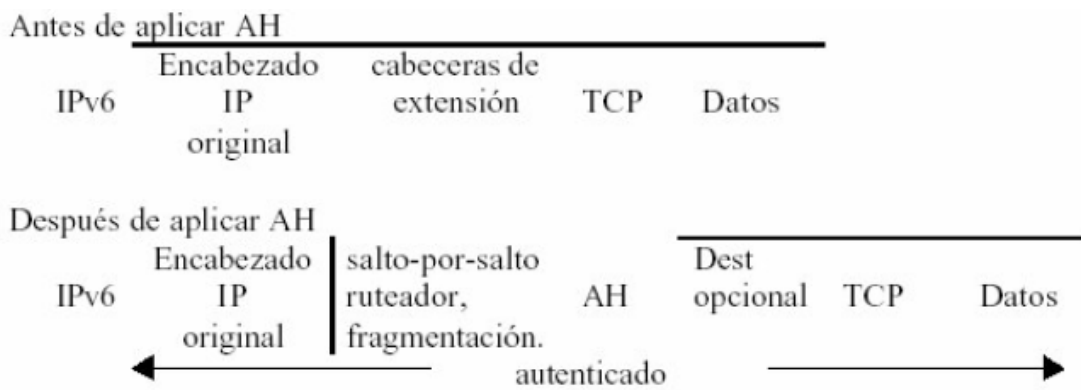 Antes de aplicar AH
Encabezado cabeceras de
IPv6 IP extensión TCP Datos
original
Después de aplicar AH
Encabezado salto-por-salto Dest
IPv6 IP ruteador, AH opcional TCP Datos
original fragmentación.
autenticado